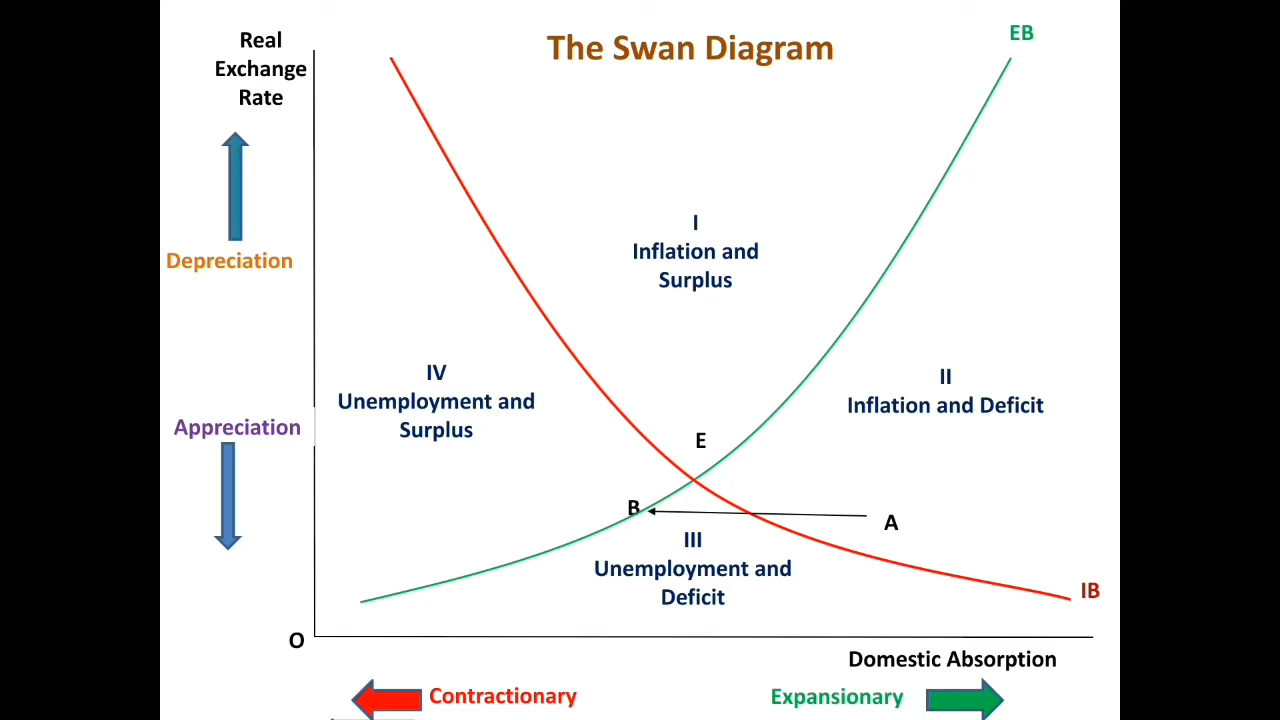 The Swan Diagram
EB
Real
Exchange
Rate
Depreciation
I
Inflation and
Surplus
IV
Unemployment and
Surplus
II
Inflation and Deficit
Appreciation
E
B
A
III
Unemployment and
Deficit
IB
O
Domestic Absorption
Contractionary
Expansionary